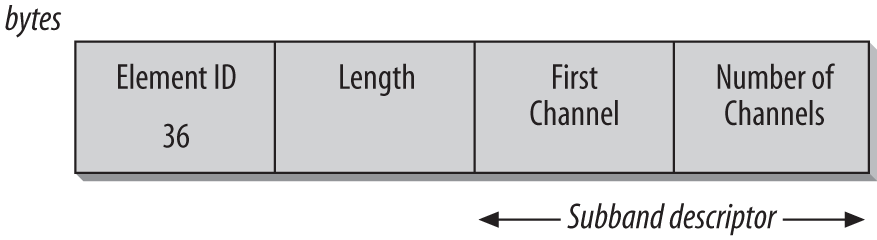 bytes
Element ID
36
Length
First
Channel
Number of
Channels
Subband descriptor